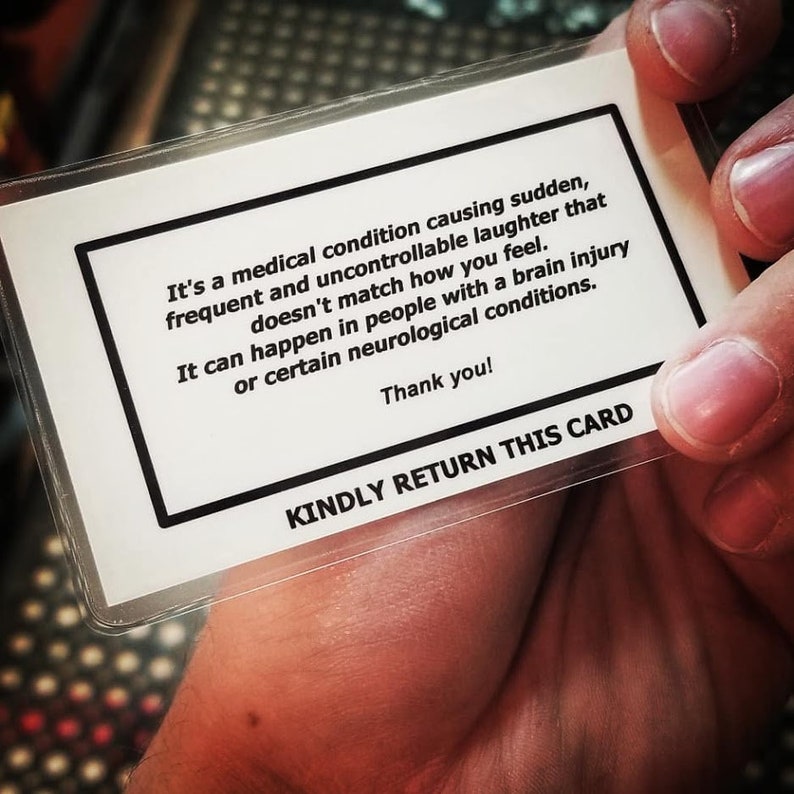 It's a medical condition causing sudden,
frequent and uncontrollable laughter that
doesn't match how you feel.
It can happen in people with a brain injury
or certain neurological conditions.
Thank you!
KINDLY RETURN THIS CARD